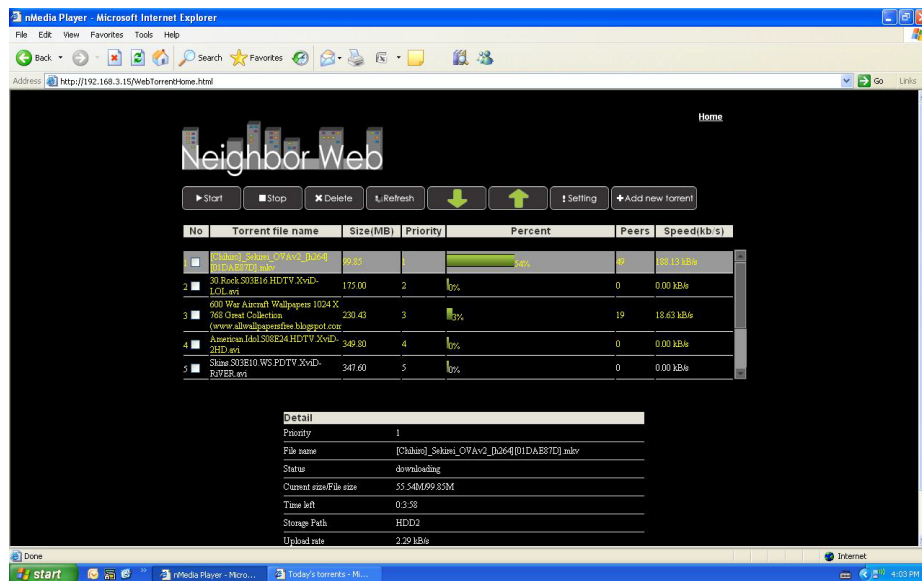 nMedia Player - Microsoft Internet Explorer
File Edit View Favorites Tools Help
Back Search Favorites
Address http://192.168.3.15/WebTorrentHome.html Go Links
Home
Neighbor Web
Start Stop Delete Refresh Setting Add new torrent
No Torrent file name Size(MB) Priority Percent Peers Speed(kb/s)
1 [Chihiro]_Sekirei_OVAv2_[h264] 99.85 1 54% 49 188.13 kB/s
[01DAE87D].mkv
2 30.Rock.S03E16.HDTV.XviD- 175.00 2 0% 0 0.00 kB/s
LOL.avi
600 War Aircraft Wallpapers 1024 X
3 768 Great Collection 230.43 3 3% 19 18.63 kB/s
(www.allwallpapersfree.blogspot.com
4 American.Idol.S08E24.HDTV.XviD- 349.80 4 0% 0 0.00 kB/s
2HD.avi
5 Skins.S03E10.WS.PDTV.XviD- 347.60 5 0% 0 0.00 kB/s
RiVER.avi
Detail
Priority 1
File name [Chihiro]_Sekirei_OVAv2_[h264][01DAE87D].mkv
Status downloading
Current size/File size 55.54M/99.85M
Time left 0:3:58
Storage Path HDD2
Upload rate 2.29 kB/s
Done Internet
start nMedia Player - Micro... Today's torrents - Mi... 4:03 PM